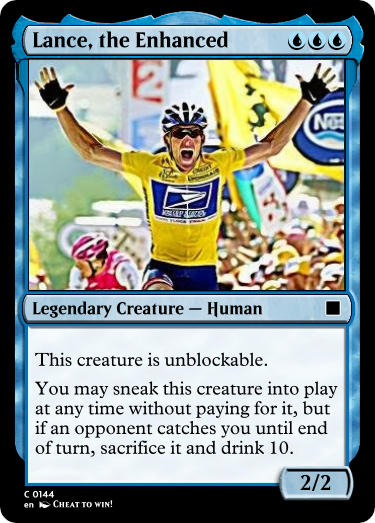 Lance, the Enhanced
Legendary Creature — Human
This creature is unblockable.
You may sneak this creature into play
at any time without paying for it, but
if an opponent catches you until end
of turn, sacrifice it and drink 10.
2/2
C 0144
en CHEAT TO WIN!